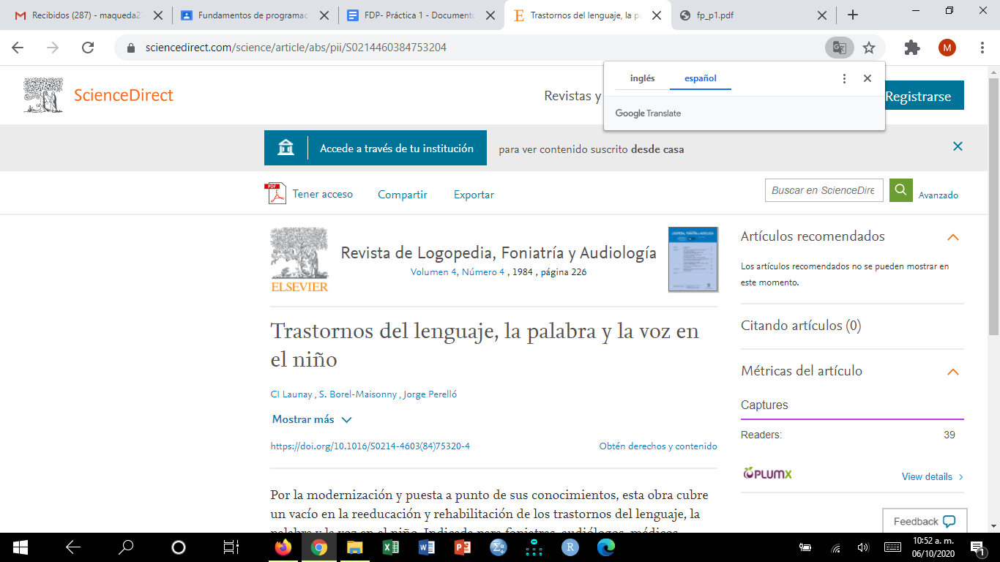 Recibidos (287) - maqueda2
Fundamentos de programac
FDP- Práctica 1 - Documento
Trastornos del lenguaje, la pa
fp_p1.pdf
sciencedirect.com/science/article/abs/pii/S0214460384753204
M
inglés
español
Google Translate
ScienceDirect
Revistas y
Registrarse
Accede a través de tu institución
para ver contenido suscrito desde casa
PDF
Tener acceso
Compartir
Exportar
Buscar en ScienceDire
Avanzado
ELSEVIER
Revista de Logopedia, Foniatría y Audiología
Volumen 4, Número 4 , 1984 , página 226
Trastornos del lenguaje, la palabra y la voz en
el niño
CI Launay , S. Borel-Maisonny , Jorge Perelló
Mostrar más
https://doi.org/10.1016/S0214-4603(84)75320-4
Obtén derechos y contenido
Por la modernización y puesta a punto de sus conocimientos, esta obra cubre
un vacío en la reeducación y rehabilitación de los trastornos del lenguaje, la
palabra y la voz en el niño. Indicada para foniatras, audiólogos, médicos
Artículos recomendados
Los artículos recomendados no se pueden mostrar en
este momento.
Citando artículos (0)
Métricas del artículo
Captures
Readers:
39
PLUMX
View details
Feedback
10:52 a. m.
06/10/2020
1